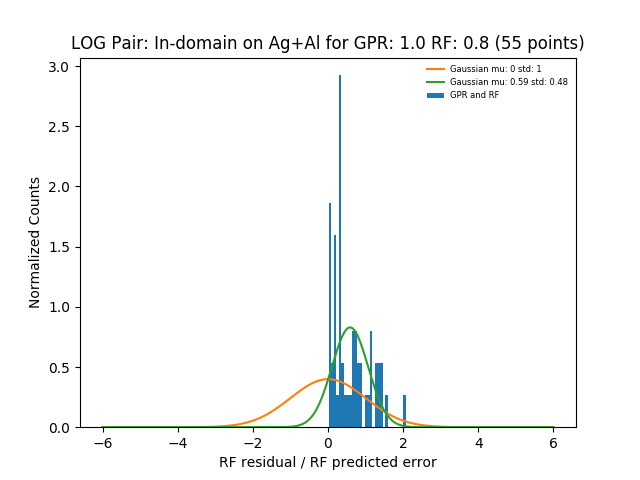 LOG Pair: In-domain on Ag+Al for GPR: 1.0 RF: 0.8 (55 points)
Gaussian mu: 0 std: 1
Gaussian mu: 0.59 std: 0.48
GPR and RF
Normalized Counts
3.0
2.5
2.0
1.5
1.0
0.5
0.0
−6 −4 −2 0 2 4 6
RF residual / RF predicted error